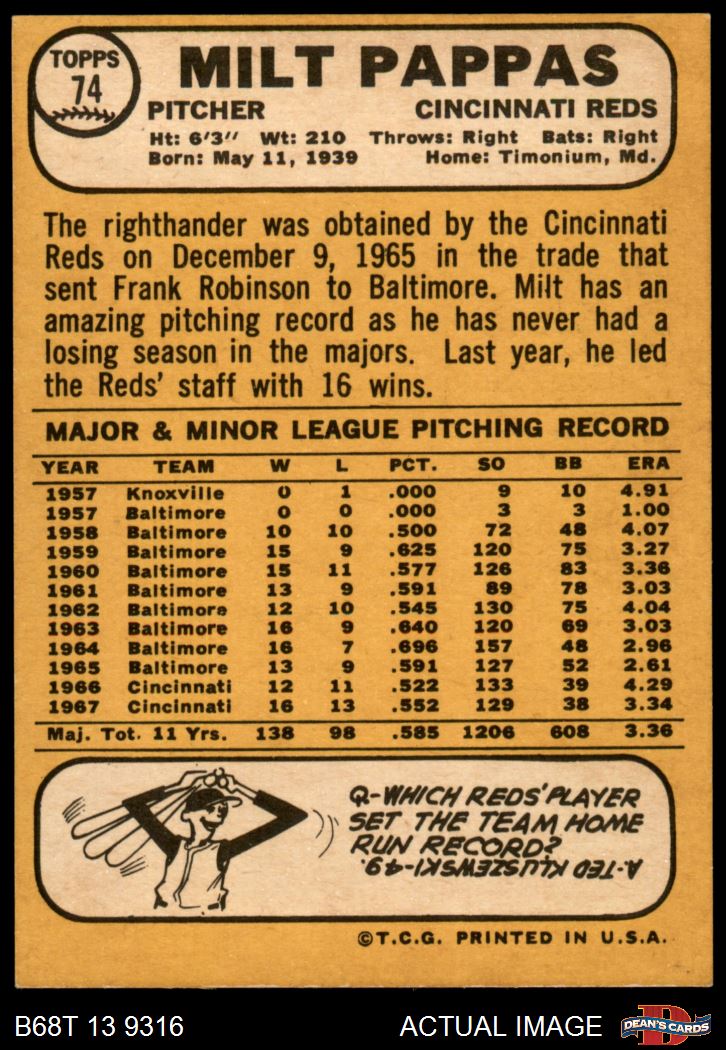 TOPPS
74
MILT PAPPAS
PITCHER CINCINNATI REDS
Ht: 6'3" Wt: 210 Throws: Right Bats: Right
Born: May 11, 1939 Home: Timonium, Md.
The righthander was obtained by the Cincinnati
Reds on December 9, 1965 in the trade that
sent Frank Robinson to Baltimore. Milt has an
amazing pitching record as he has never had a
losing season in the majors. Last year, he led
the Reds' staff with 16 wins.
MAJOR & MINOR LEAGUE PITCHING RECORD
YEAR TEAM W L PCT. SO BB ERA
1957 Knoxville 0 1 .000 9 10 4.91
1957 Baltimore 0 0 .000 3 3 1.00
1958 Baltimore 10 10 .500 72 48 4.07
1959 Baltimore 15 9 .625 120 75 3.27
1960 Baltimore 15 11 .577 126 83 3.36
1961 Baltimore 13 9 .591 89 78 3.03
1962 Baltimore 12 10 .545 130 75 4.04
1963 Baltimore 16 9 .640 120 69 3.03
1964 Baltimore 16 7 .696 157 48 2.96
1965 Baltimore 13 9 .591 127 52 2.61
1966 Cincinnati 12 11 .522 133 39 4.29
1967 Cincinnati 16 13 .552 129 38 3.34
Maj. Tot. 11 Yrs. 138 98 .585 1206 608 3.36
Q-WHICH REDS' PLAYER
SET THE TEAM HOME
RUN RECORD?
A-TED KLUSZEWSKI-49.
©T.C.G. PRINTED IN U.S.A.
B68T 13 9316 ACTUAL IMAGE
D
DEAN'S CARDS